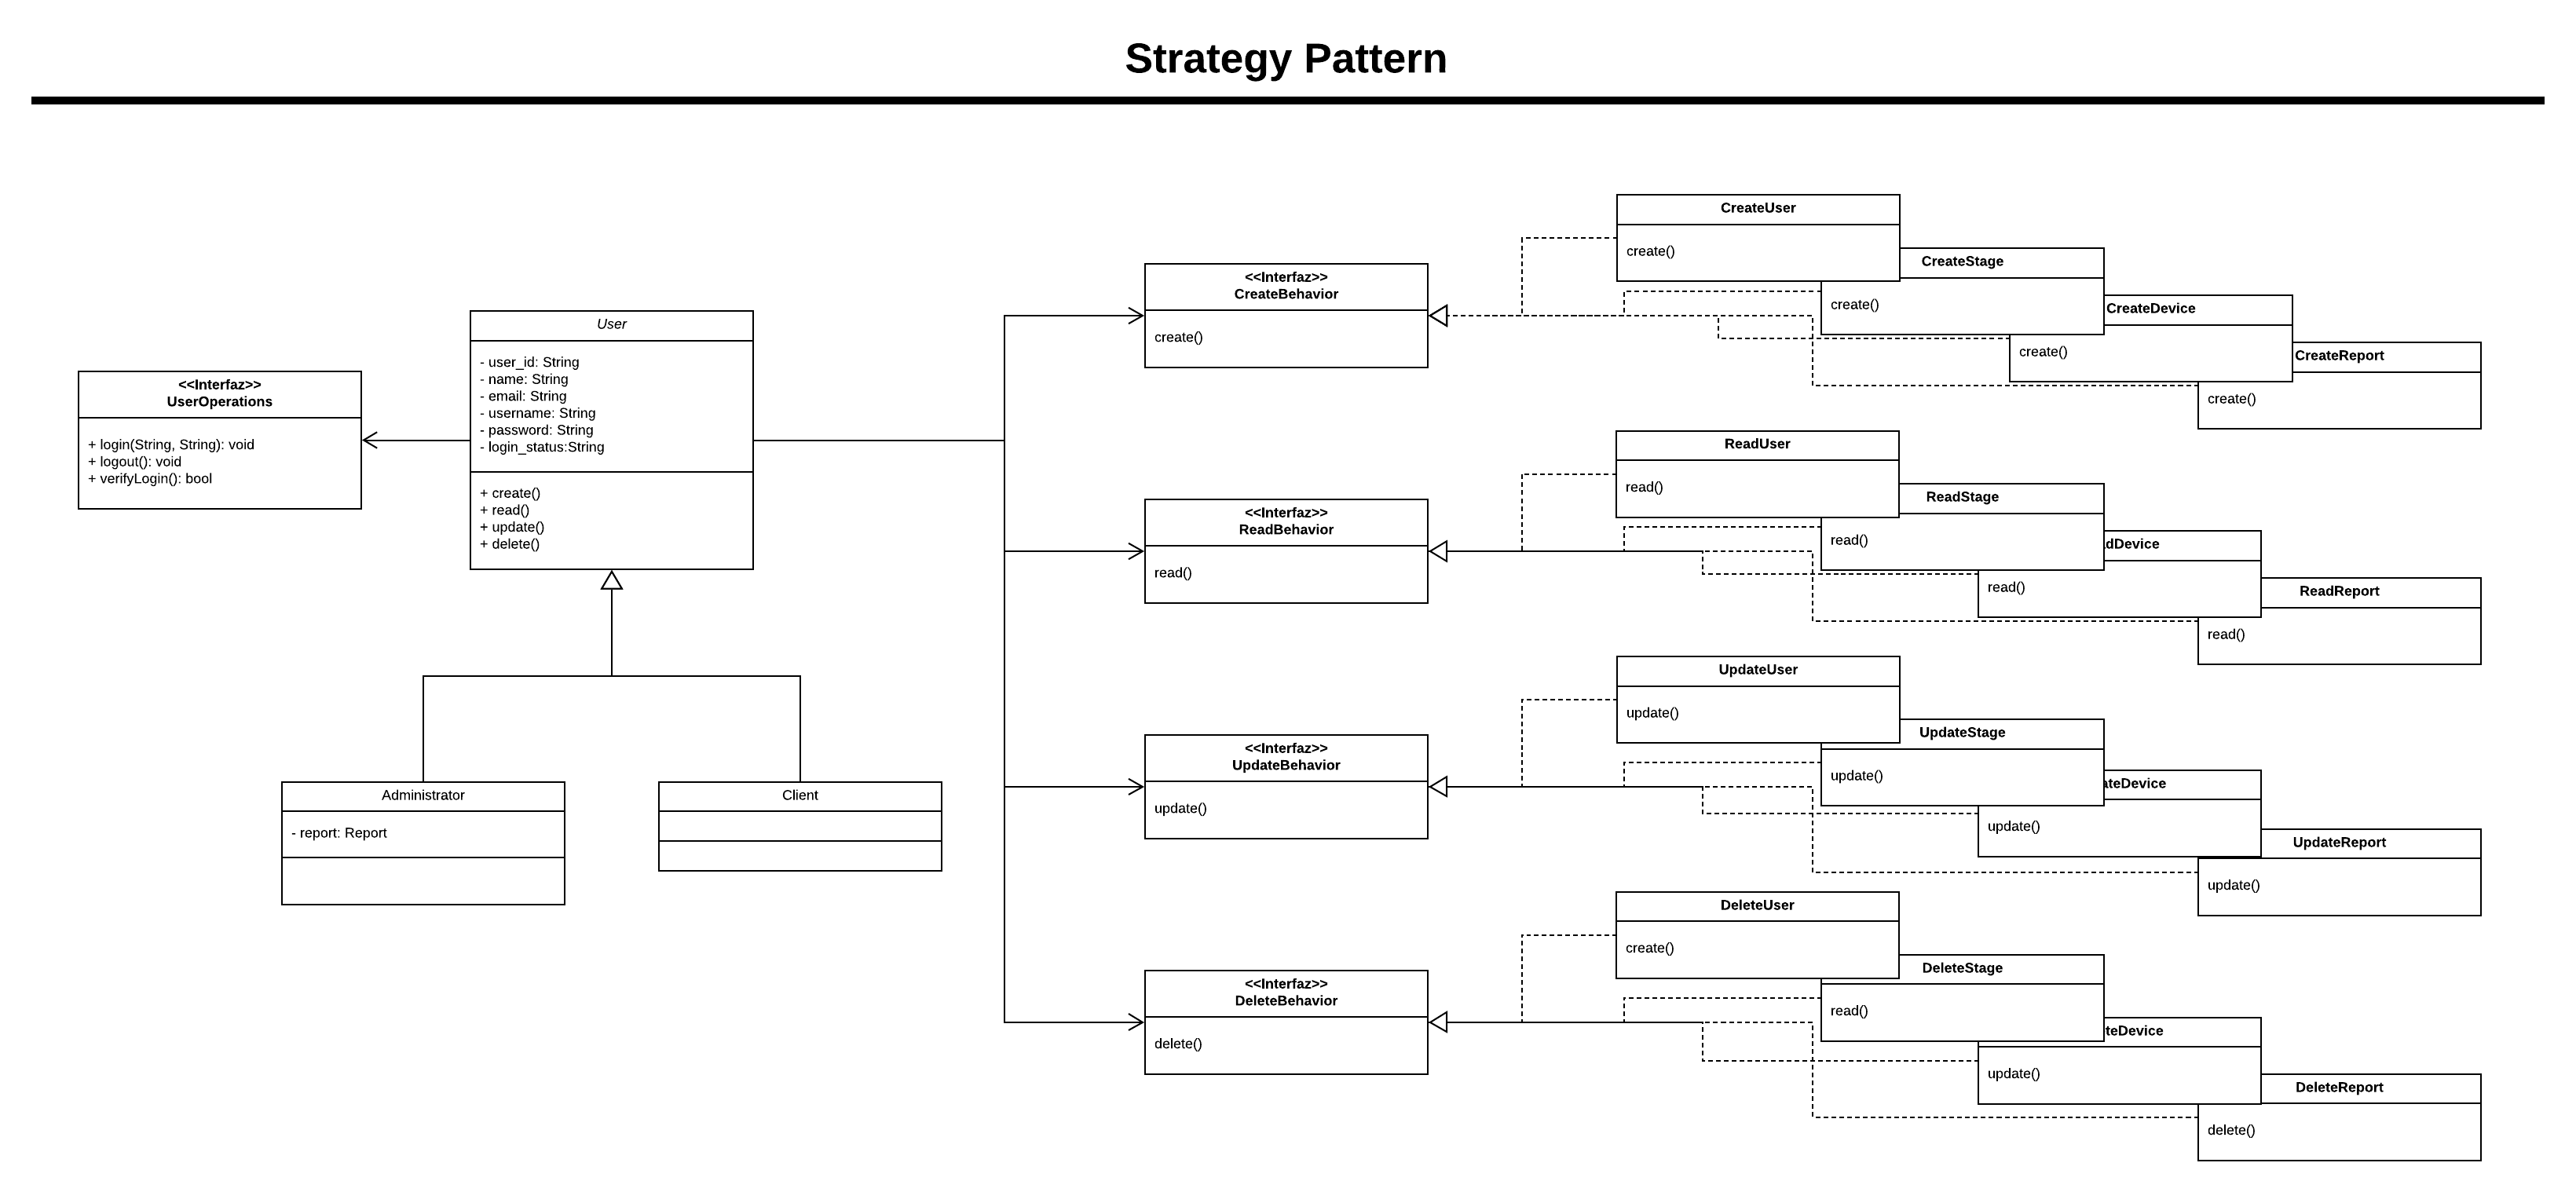 Strategy Pattern
<<Interfaz>>
UserOperations
+ login(String, String): void
+ logout(): void
+ verifyLogin(): bool
User
- user_id: String
- name: String
- email: String
- username: String
- password: String
- login_status:String
+ create()
+ read()
+ update()
+ delete()
Administrator
- report: Report
Client
<<Interfaz>>
CreateBehavior
create()
<<Interfaz>>
ReadBehavior
read()
<<Interfaz>>
UpdateBehavior
update()
<<Interfaz>>
DeleteBehavior
delete()
CreateUser
create()
CreateStage
create()
CreateDevice
create()
CreateReport
create()
ReadUser
read()
ReadStage
read()
dDevice
read()
ReadReport
read()
UpdateUser
update()
UpdateStage
update()
ateDevice
update()
UpdateReport
update()
DeleteUser
create()
DeleteStage
read()
teDevice
update()
DeleteReport
delete()